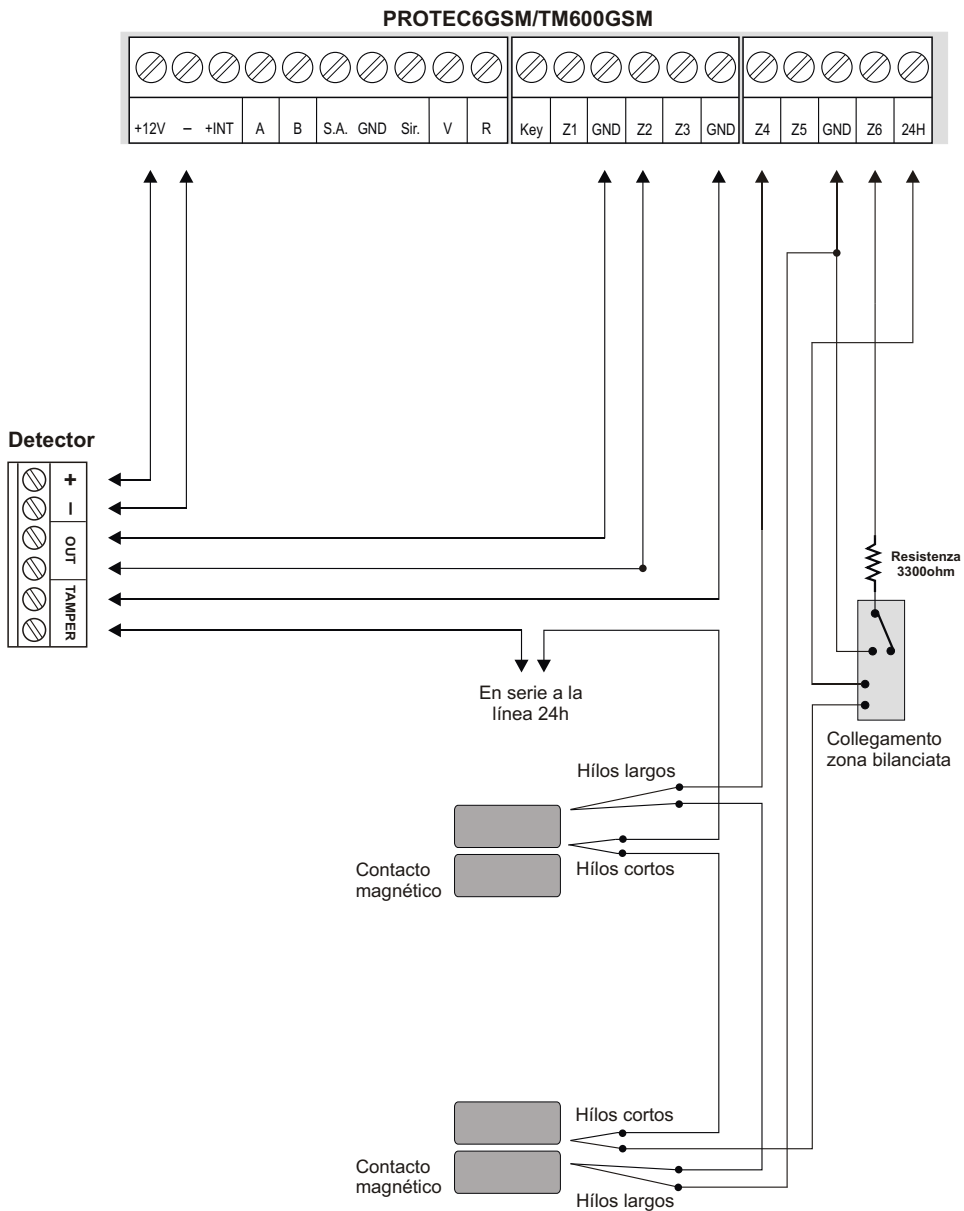 PROTEC6GSM/TM600GSM
+12V – +INT A B S.A. GND Sir. V R Key Z1 GND Z2 Z3 GND Z4 Z5 GND Z6 24H
Detector
+
–
OUT
TAMPER
Resistenza
3300ohm
En serie a la
línea 24h
Collegamento
zona bilanciata
Hílos largos
Contacto
magnético
Hílos cortos
Hílos cortos
Contacto
magnético
Hílos largos